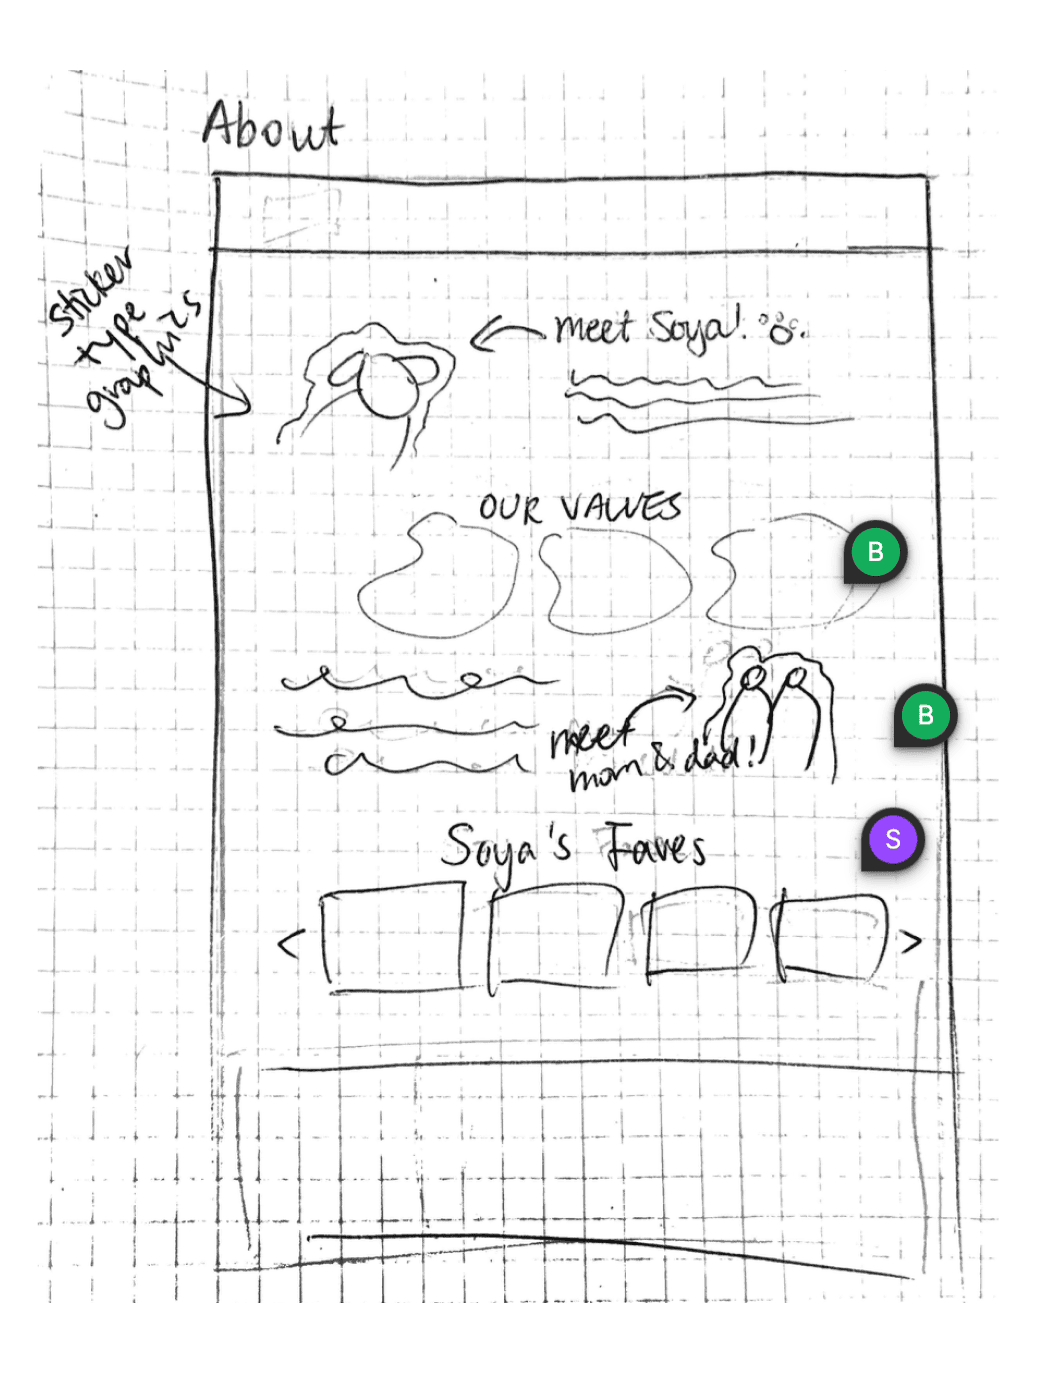 About
sticker
type
graphics
meet Soya!
OUR VALUES
B
B
meet
mom & dad!
S
Soya's Faves
< >